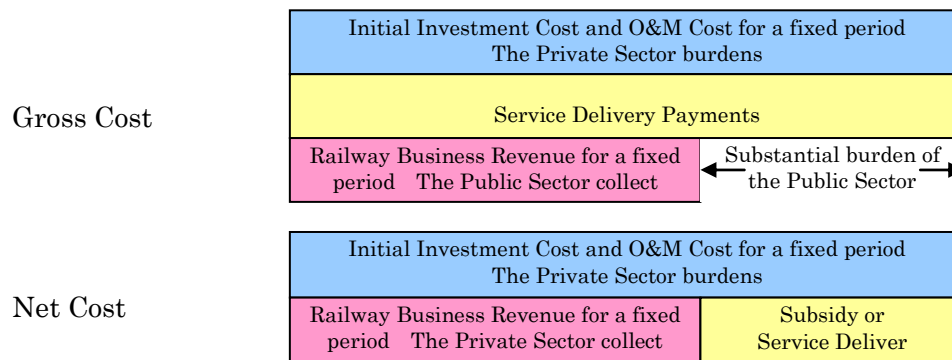 Initial Investment Cost and O&M Cost for a fixed period
The Private Sector burdens
Gross Cost
Service Delivery Payments
Railway Business Revenue for a fixed
period The Public Sector collect
Substantial burden of
the Public Sector
Initial Investment Cost and O&M Cost for a fixed period
The Private Sector burdens
Net Cost
Railway Business Revenue for a fixed
period The Private Sector collect
Subsidy or
Service Deliver